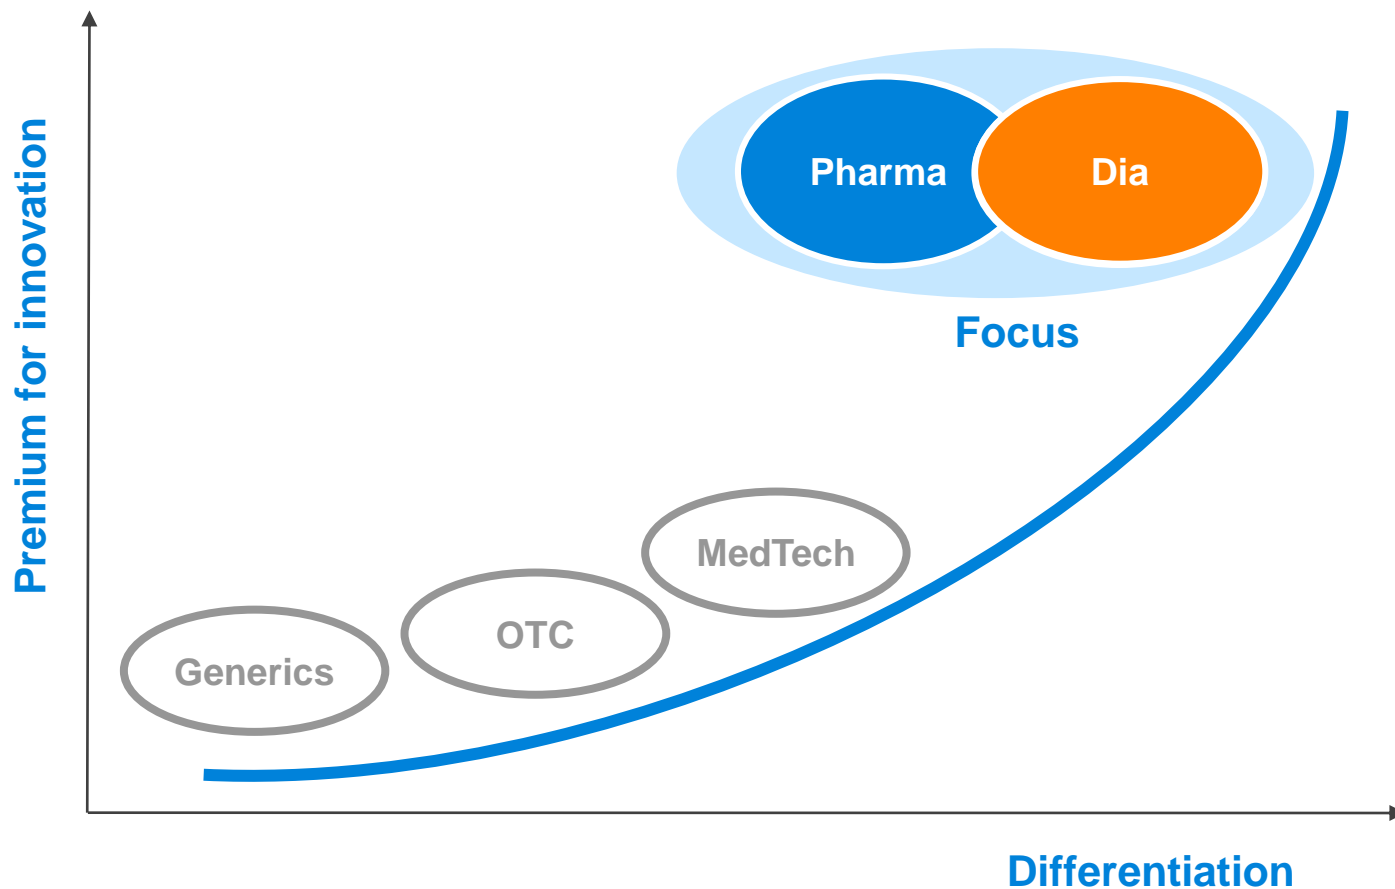 Premium for innovation
Pharma
Dia
Focus
MedTech
OTC
Generics
Differentiation